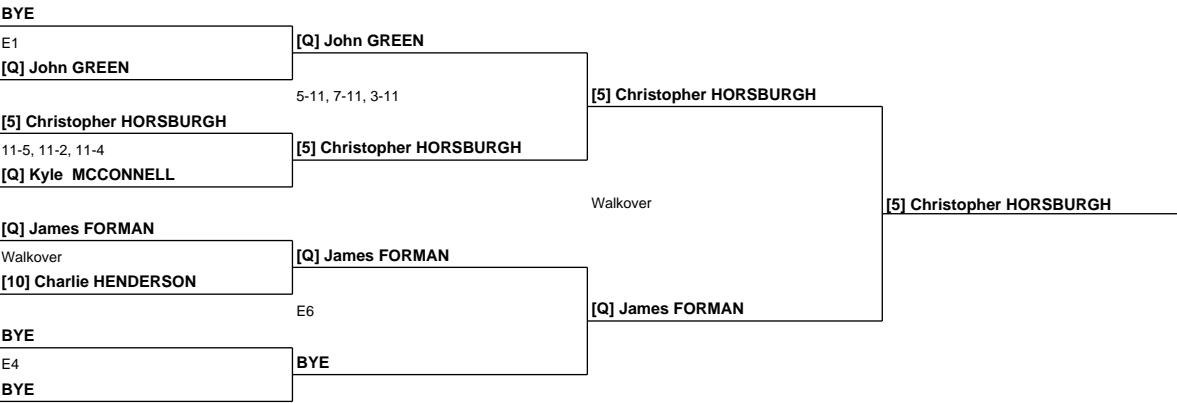 BYE
E1
[Q] John GREEN
[Q] John GREEN
5-11, 7-11, 3-11
[5] Christopher HORSBURGH
[5] Christopher HORSBURGH
11-5, 11-2, 11-4
[5] Christopher HORSBURGH
[Q] Kyle  MCCONNELL
Walkover
[5] Christopher HORSBURGH
[Q] James FORMAN
Walkover
[Q] James FORMAN
[10] Charlie HENDERSON
E6
[Q] James FORMAN
BYE
E4
BYE
BYE